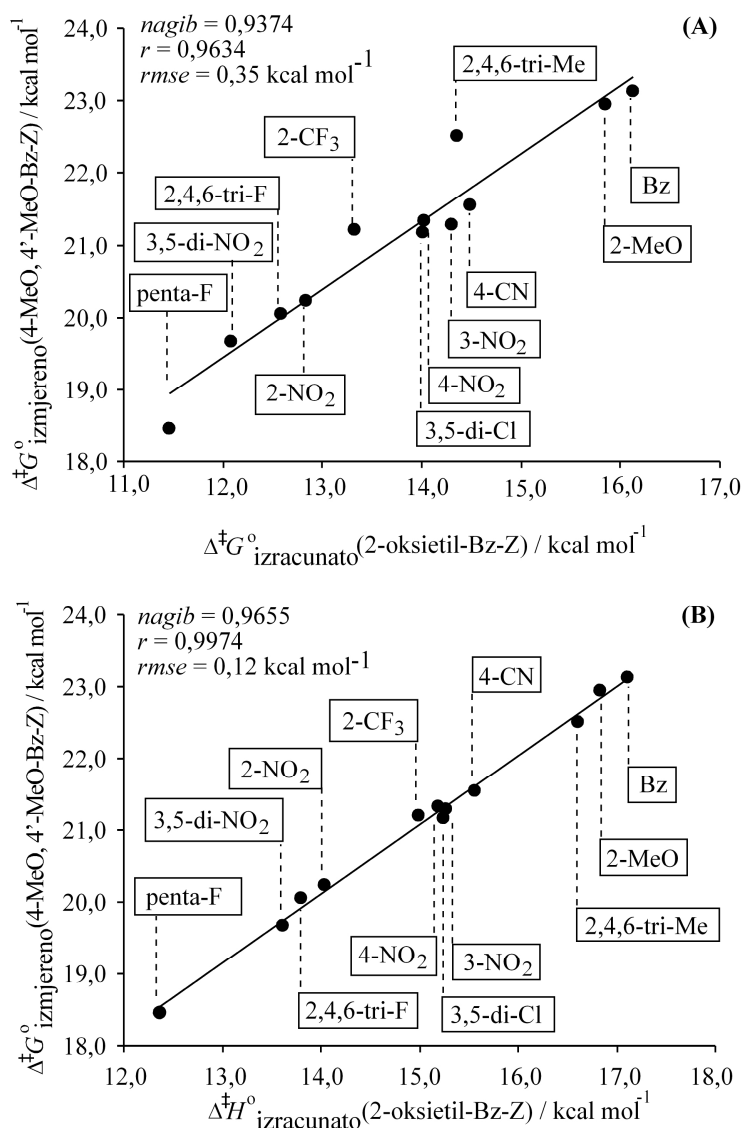 (A)
nagib = 0,9374
r = 0,9634
rmse = 0,35 kcal mol⁻¹
Δ‡G°izmjereno(4-MeO, 4’-MeO-Bz-Z) / kcal mol⁻¹
24,0
23,0
22,0
21,0
20,0
19,0
18,0
2,4,6-tri-Me
2-CF₃
2,4,6-tri-F
3,5-di-NO₂
penta-F
Bz
2-MeO
4-CN
3-NO₂
2-NO₂
4-NO₂
3,5-di-Cl
11,0 12,0 13,0 14,0 15,0 16,0 17,0
Δ‡G°izracunato(2-oksietil-Bz-Z) / kcal mol⁻¹
(B)
nagib = 0,9655
r = 0,9974
rmse = 0,12 kcal mol⁻¹
Δ‡G°izmjereno(4-MeO, 4’-MeO-Bz-Z) / kcal mol⁻¹
24,0
23,0
22,0
21,0
20,0
19,0
18,0
4-CN
2-CF₃
2-NO₂
3,5-di-NO₂
penta-F
Bz
2-MeO
2,4,6-tri-Me
4-NO₂
3-NO₂
2,4,6-tri-F
3,5-di-Cl
12,0 13,0 14,0 15,0 16,0 17,0 18,0
Δ‡H°izracunato(2-oksietil-Bz-Z) / kcal mol⁻¹